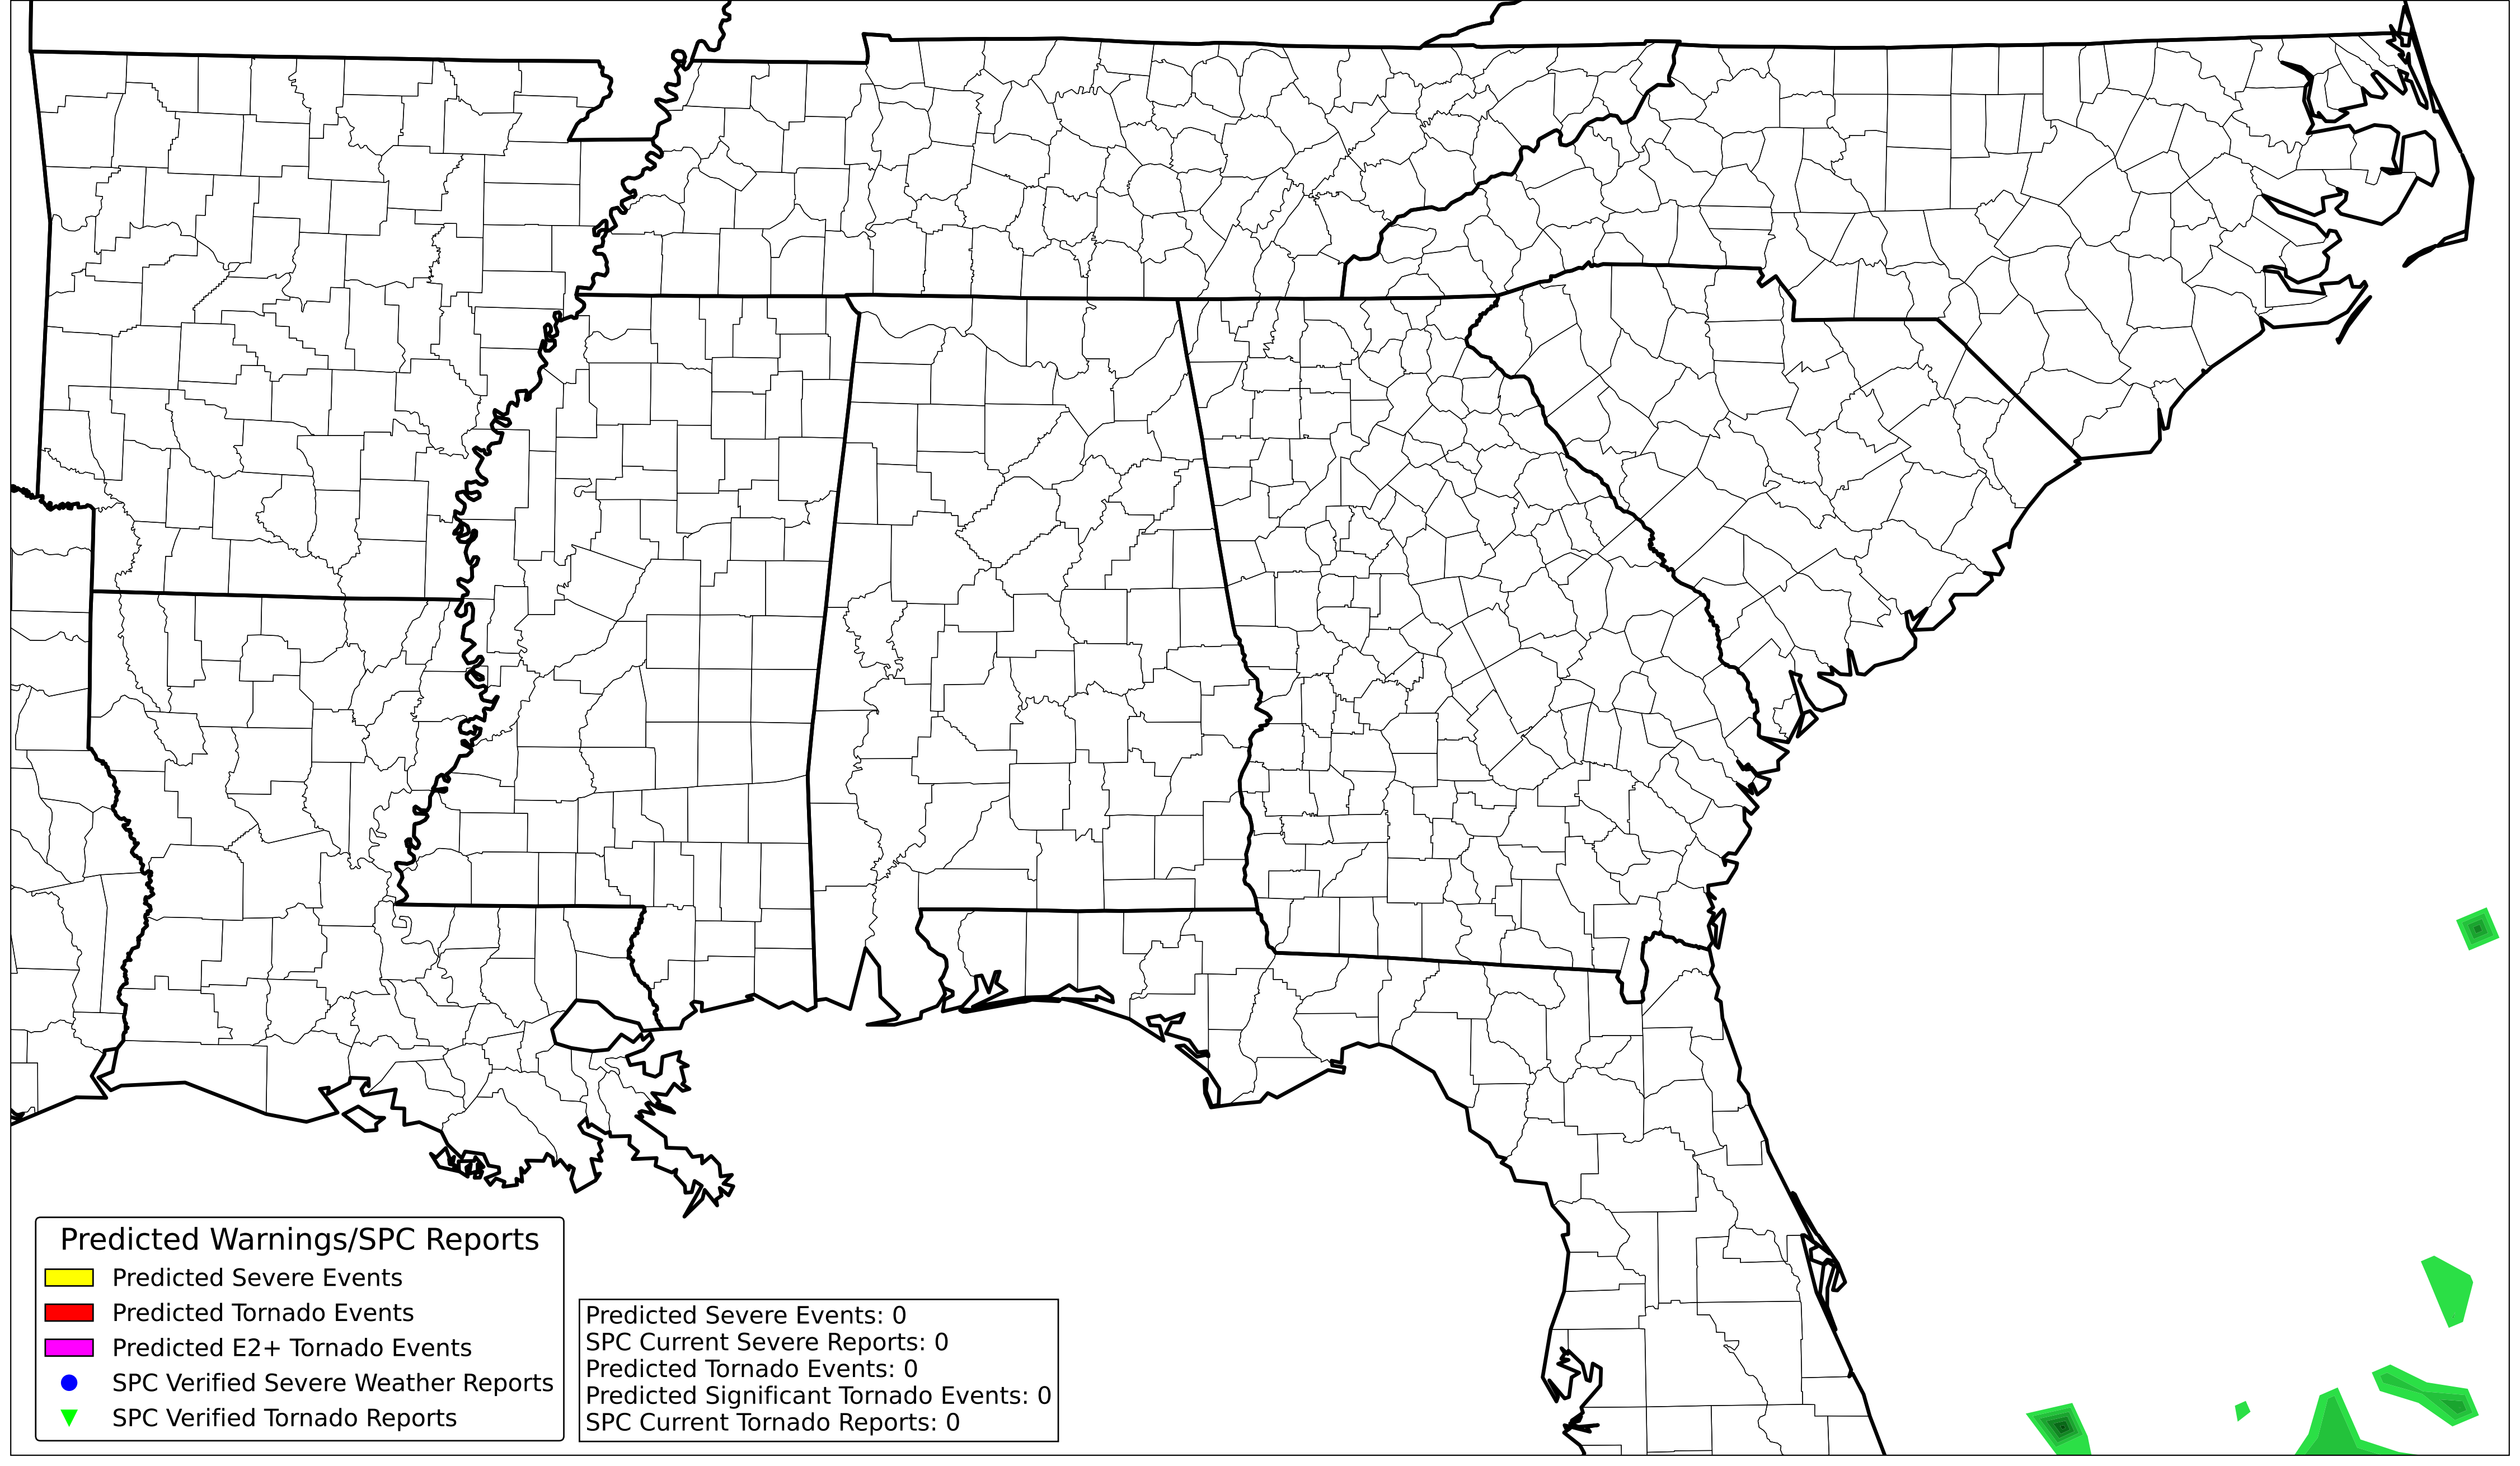 Predicted Warnings/SPC Reports
Predicted Severe Events
Predicted Tornado Events
Predicted E2+ Tornado Events
SPC Verified Severe Weather Reports
SPC Verified Tornado Reports
Predicted Severe Events: 0
SPC Current Severe Reports: 0
Predicted Tornado Events: 0
Predicted Significant Tornado Events: 0
SPC Current Tornado Reports: 0